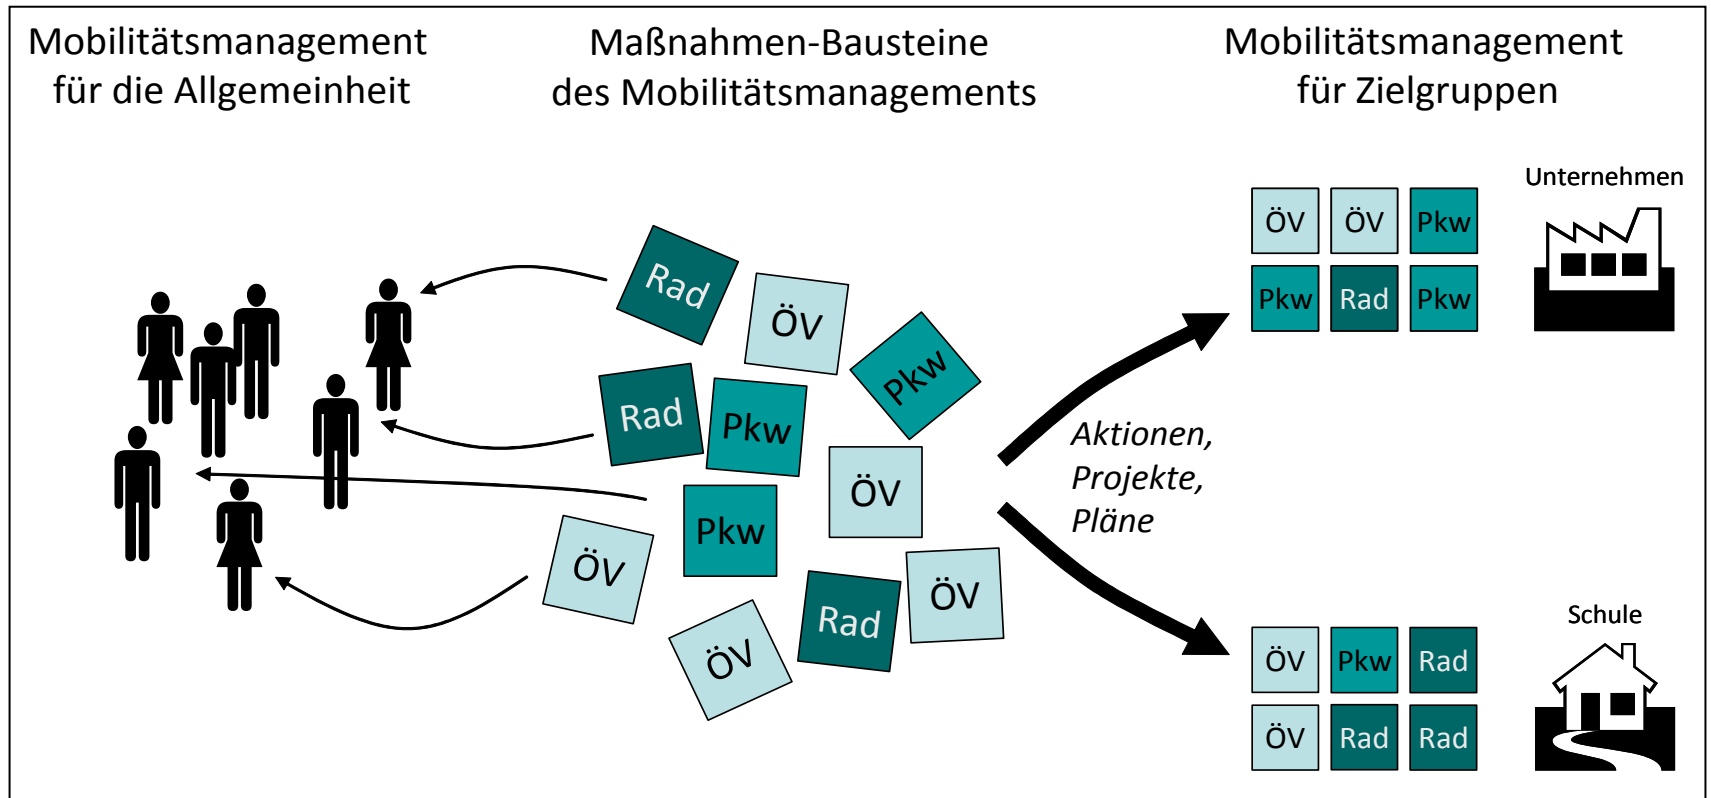 Mobilitätsmanagement
für die Allgemeinheit
Maßnahmen-Bausteine
des Mobilitätsmanagements
Mobilitätsmanagement
für Zielgruppen
Rad
ÖV
Pkw
Rad
Pkw
ÖV
Pkw
ÖV
Rad
ÖV
ÖV
Aktionen,
Projekte,
Pläne
Unternehmen
ÖV ÖV Pkw
Pkw Rad Pkw
Schule
ÖV Pkw Rad
ÖV Rad Rad